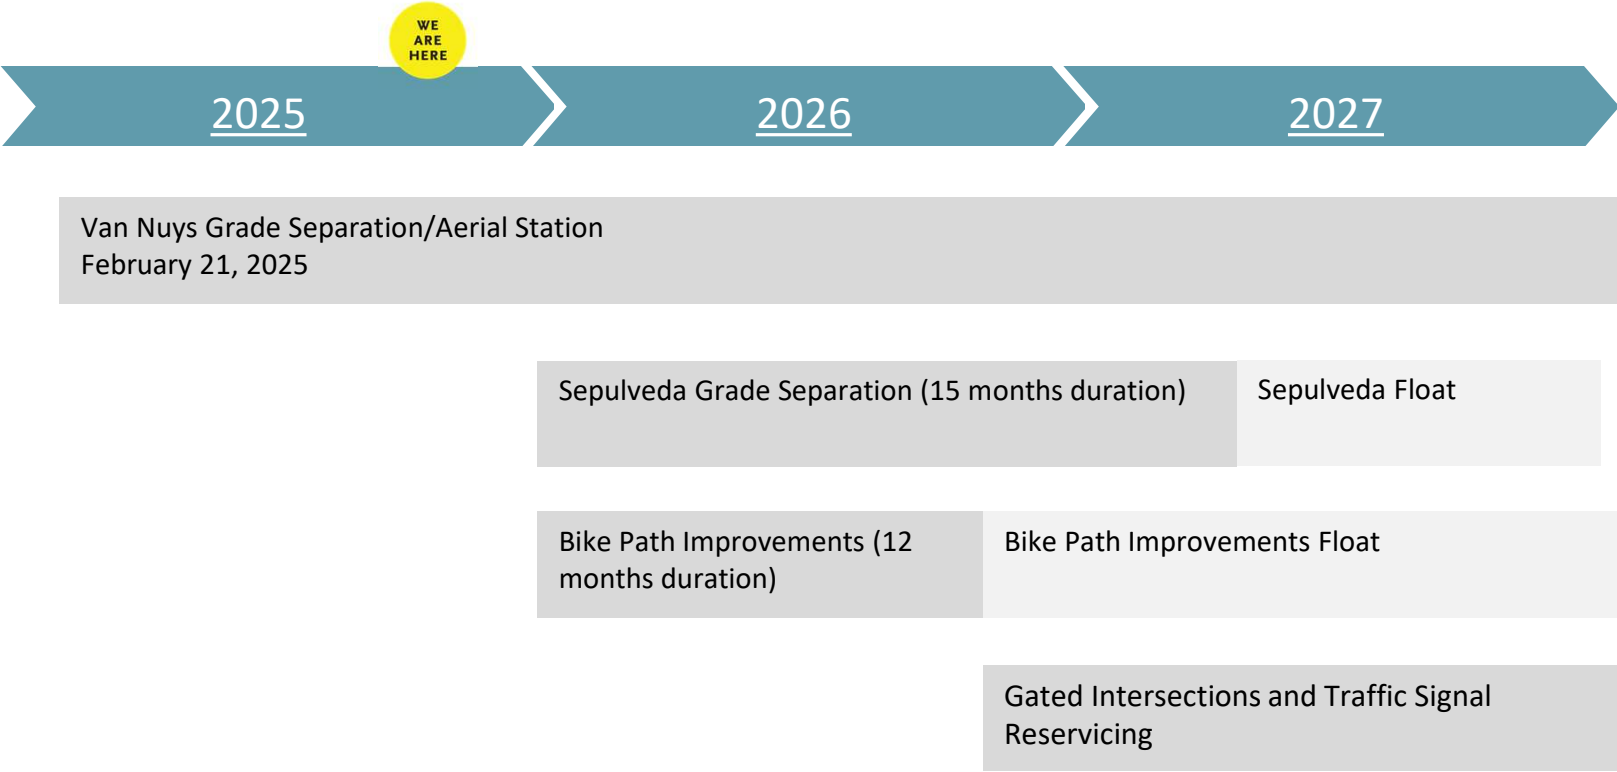 WE
ARE
HERE
2025
2026
2027
Van Nuys Grade Separation/Aerial Station
February 21, 2025
Sepulveda Grade Separation (15 months duration)
Sepulveda Float
Bike Path Improvements (12
months duration)
Bike Path Improvements Float
Gated Intersections and Traffic Signal
Reservicing